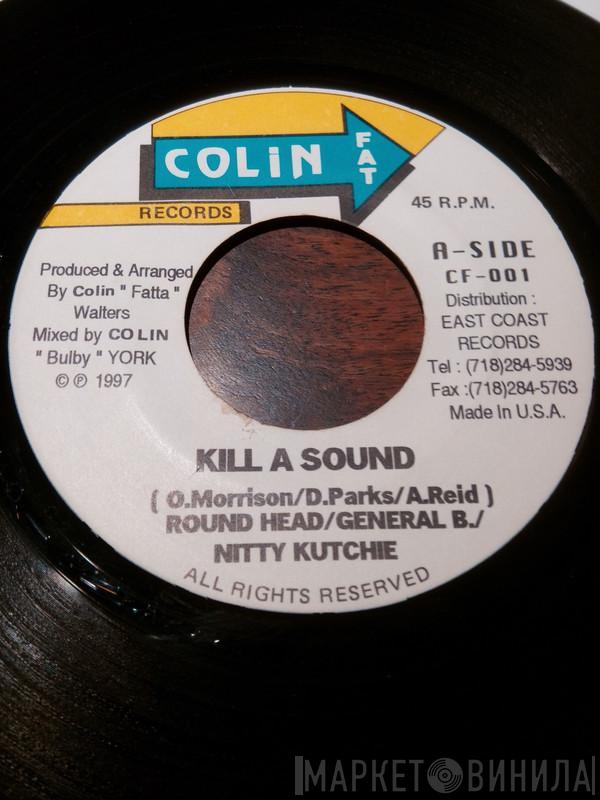 COLiN FAT
RECORDS
45 R.P.M.
A-SIDE
CF-001
Distribution :
EAST COAST
RECORDS
Tel : (718)284-5939
Fax :(718)284-5763
Made In U.S.A.
Produced & Arranged
By Colin " Fatta "
Walters
Mixed by COLIN
" Bulby " YORK
© ℗ 1997
KILL A SOUND
( O.Morrison/D.Parks/A.Reid )
ROUND HEAD/GENERAL B./
NITTY KUTCHIE
ALL RIGHTS RESERVED
МАРКЕТ ВИНИЛА